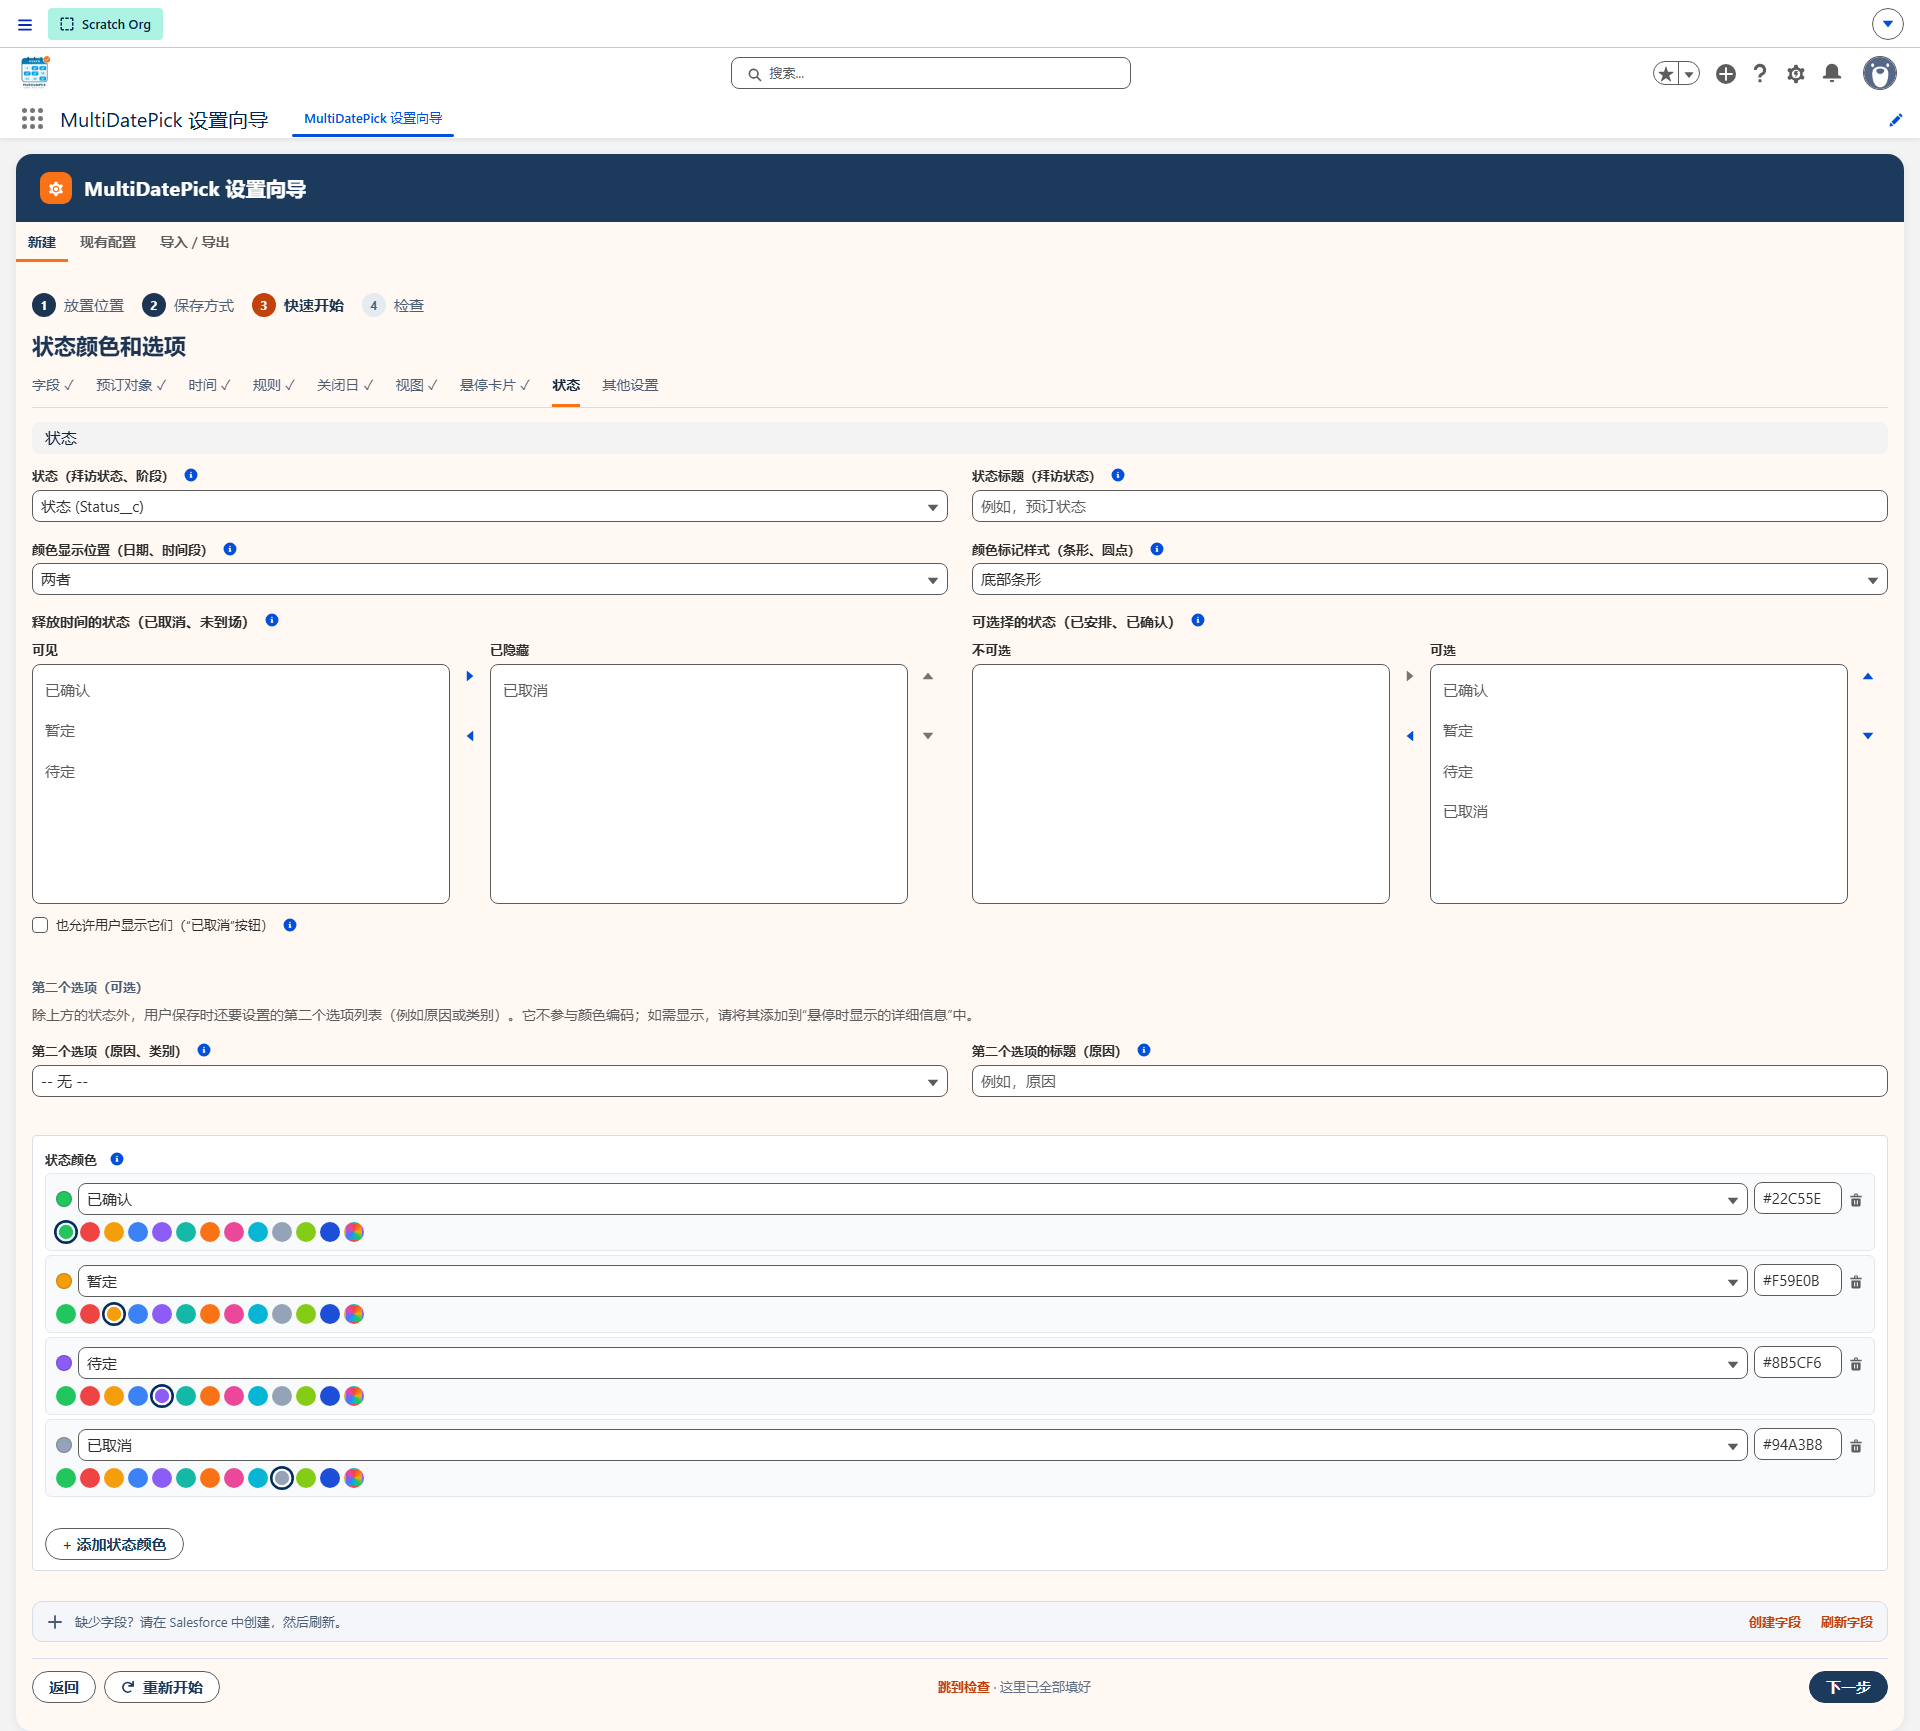 Scratch Org
搜索...
MultiDatePick 设置向导
MultiDatePick 设置向导
MultiDatePick 设置向导
新建 现有配置 导入 / 导出
1 放置位置 2 保存方式 3 快速开始 4 检查
状态颜色和选项
字段 ✓ 预订对象 ✓ 时间 ✓ 规则 ✓ 关闭日 ✓ 视图 ✓ 悬停卡片 ✓ 状态 其他设置
状态
状态（拜访状态、阶段） 状态标题（拜访状态）
状态 (Status__c) 例如，预订状态
颜色显示位置（日期、时间段） 颜色标记样式（条形、圆点）
两者 底部条形
释放时间的状态（已取消、未到场） 可选择的状态（已安排、已确认）
可见 已隐藏 不可选 可选
已确认 已取消 已确认
暂定 暂定
待定 待定
已取消
也允许用户显示它们（“已取消”按钮）
第二个选项（可选）
除上方的状态外，用户保存时还要设置的第二个选项列表（例如原因或类别）。它不参与颜色编码；如需显示，请将其添加到“悬停时显示的详细信息”中。
第二个选项（原因、类别） 第二个选项的标题（原因）
-- 无 -- 例如，原因
状态颜色
已确认 #22C55E
暂定 #F59E0B
待定 #8B5CF6
已取消 #94A3B8
+ 添加状态颜色
缺少字段？请在 Salesforce 中创建，然后刷新。 创建字段 刷新字段
返回 重新开始 跳到检查 · 这里已全部填好 下一步